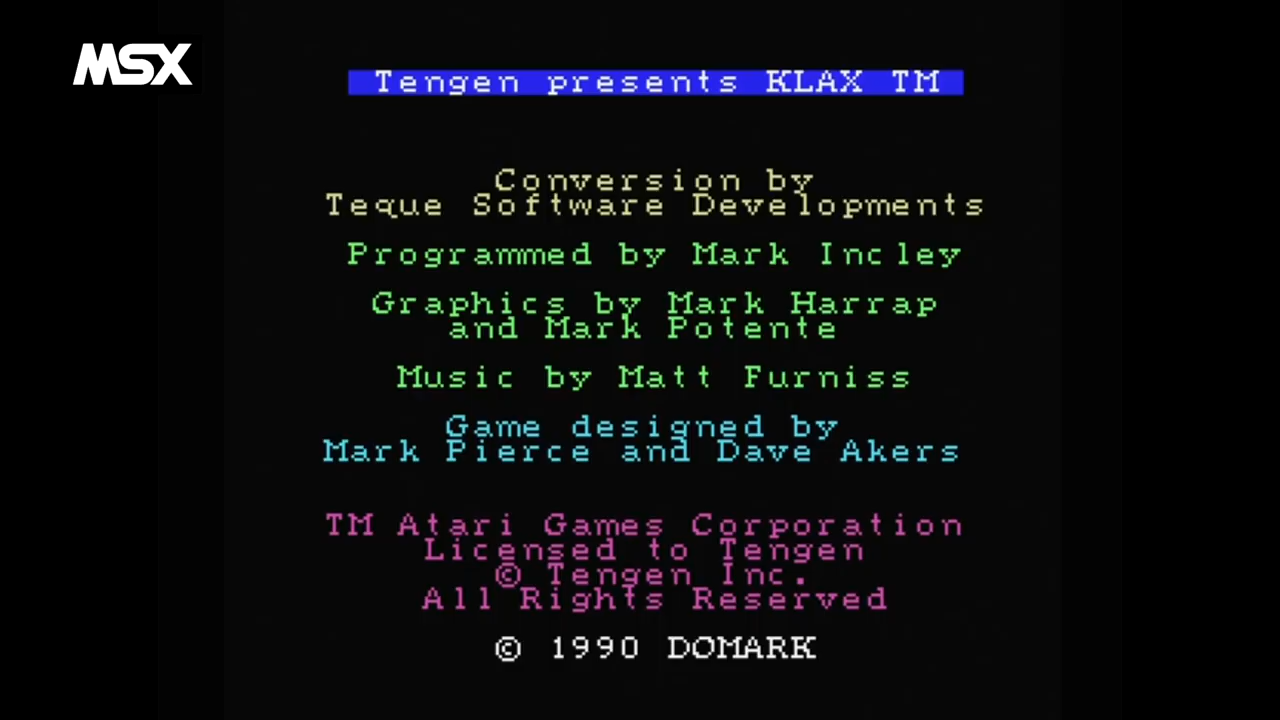 MSX
Tengen presents KLAX TM
Conversion by
Teque Software Developments
Programmed by Mark Incley
Graphics by Mark Harrap
and Mark Potente
Music by Matt Furniss
Game designed by
Mark Pierce and Dave Akers
TM Atari Games Corporation
Licensed to Tengen
© Tengen Inc.
All Rights Reserved
© 1990 DOMARK